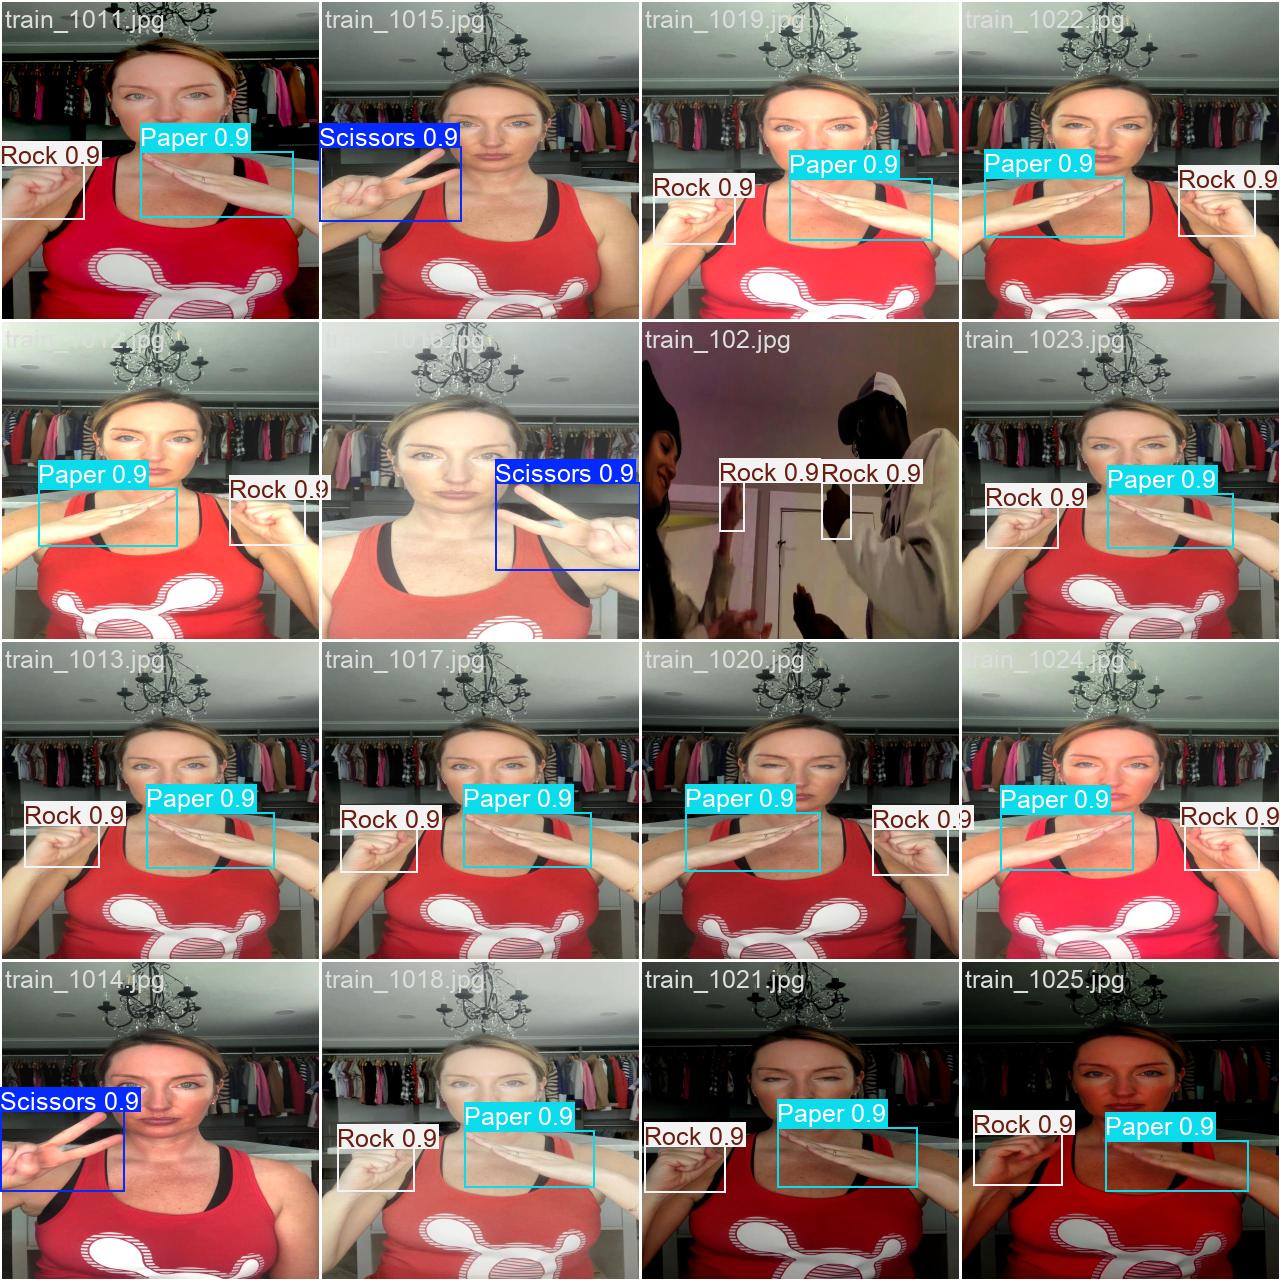 train_1011.jpg
Rock 0.9
Paper 0.9
train_1015.jpg
Scissors 0.9
train_1019.jpg
Rock 0.9
Paper 0.9
train_1022.jpg
Paper 0.9
Rock 0.9
train_1012.jpg
Paper 0.9
Rock 0.9
train_1016.jpg
Scissors 0.9
train_102.jpg
Rock 0.9
Rock 0.9
train_1023.jpg
Rock 0.9
Paper 0.9
train_1013.jpg
Rock 0.9
Paper 0.9
train_1017.jpg
Rock 0.9
Paper 0.9
train_1020.jpg
Paper 0.9
Rock 0.9
train_1024.jpg
Paper 0.9
Rock 0.9
train_1014.jpg
Scissors 0.9
train_1018.jpg
Rock 0.9
Paper 0.9
train_1021.jpg
Rock 0.9
Paper 0.9
train_1025.jpg
Rock 0.9
Paper 0.9